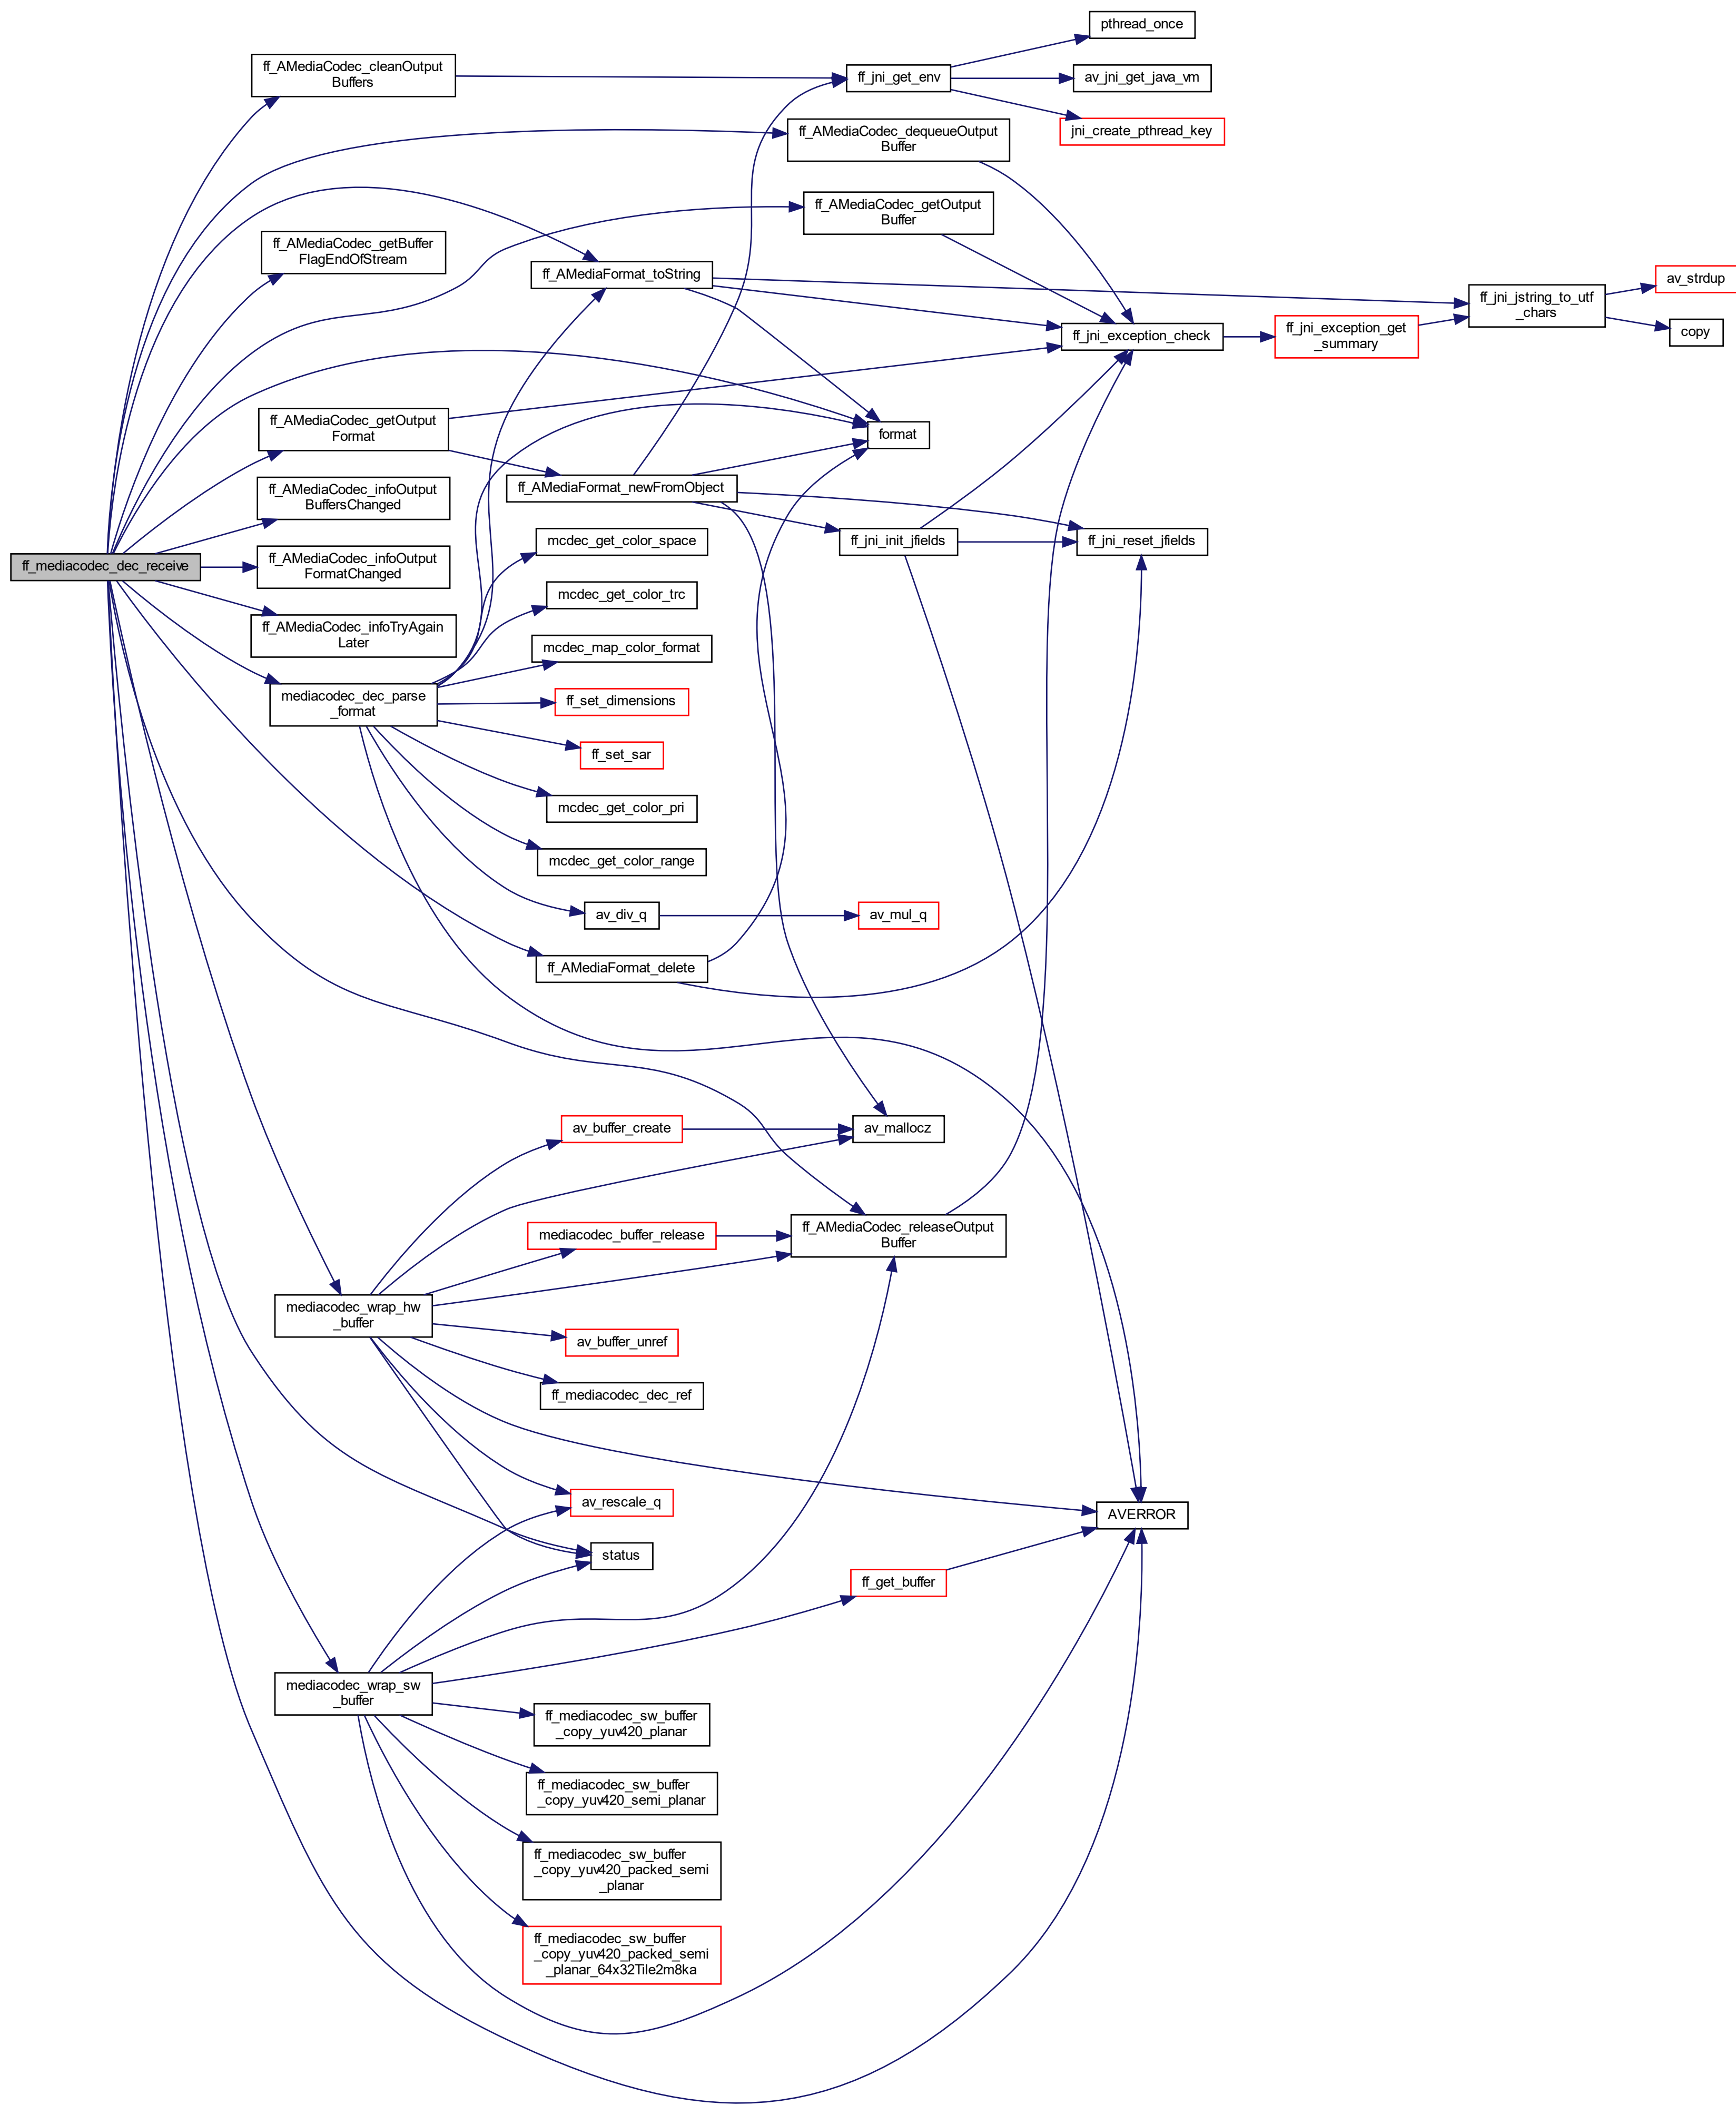 pthread_once
ff_AMediaCodec_cleanOutput
Buffers
ff_jni_get_env
av_jni_get_java_vm
jni_create_pthread_key
ff_AMediaCodec_dequeueOutput
Buffer
ff_AMediaCodec_getOutput
Buffer
ff_AMediaCodec_getBuffer
FlagEndOfStream
ff_AMediaFormat_toString
av_strdup
ff_jni_jstring_to_utf
_chars
copy
ff_jni_exception_check
ff_jni_exception_get
_summary
ff_AMediaCodec_getOutput
Format
format
ff_AMediaCodec_infoOutput
BuffersChanged
ff_AMediaFormat_newFromObject
mcdec_get_color_space
ff_jni_init_jfields
ff_jni_reset_jfields
ff_mediacodec_dec_receive
ff_AMediaCodec_infoOutput
FormatChanged
mcdec_get_color_trc
ff_AMediaCodec_infoTryAgain
Later
mcdec_map_color_format
mediacodec_dec_parse
_format
ff_set_dimensions
ff_set_sar
mcdec_get_color_pri
mcdec_get_color_range
av_div_q
av_mul_q
ff_AMediaFormat_delete
av_buffer_create
av_mallocz
mediacodec_buffer_release
ff_AMediaCodec_releaseOutput
Buffer
mediacodec_wrap_hw
_buffer
av_buffer_unref
ff_mediacodec_dec_ref
av_rescale_q
AVERROR
status
ff_get_buffer
mediacodec_wrap_sw
_buffer
ff_mediacodec_sw_buffer
_copy_yuv420_planar
ff_mediacodec_sw_buffer
_copy_yuv420_semi_planar
ff_mediacodec_sw_buffer
_copy_yuv420_packed_semi
_planar
ff_mediacodec_sw_buffer
_copy_yuv420_packed_semi
_planar_64x32Tile2m8ka